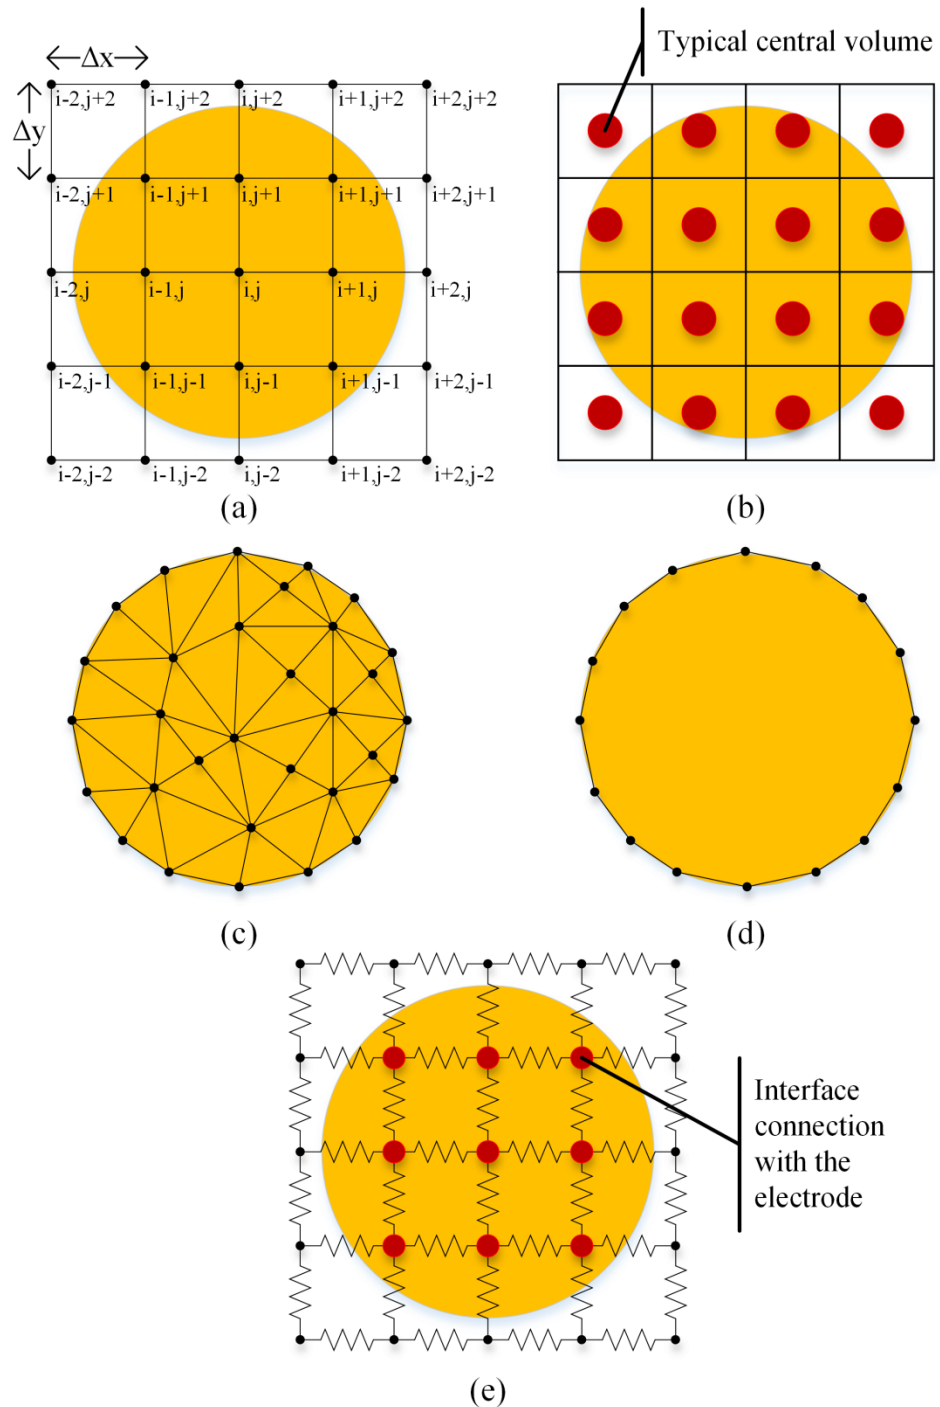 Δx
Typical central volume
i-2,j+2 i-1,j+2 i,j+2 i+1,j+2 i+2,j+2
Δy
i-2,j+1 i-1,j+1 i,j+1 i+1,j+1 i+2,j+1
i-2,j i-1,j i,j i+1,j i+2,j
i-2,j-1 i-1,j-1 i,j-1 i+1,j-1 i+2,j-1
i-2,j-2 i-1,j-2 i,j-2 i+1,j-2 i+2,j-2
(a)
(b)
(c)
(d)
Interface
connection
with the
electrode
(e)